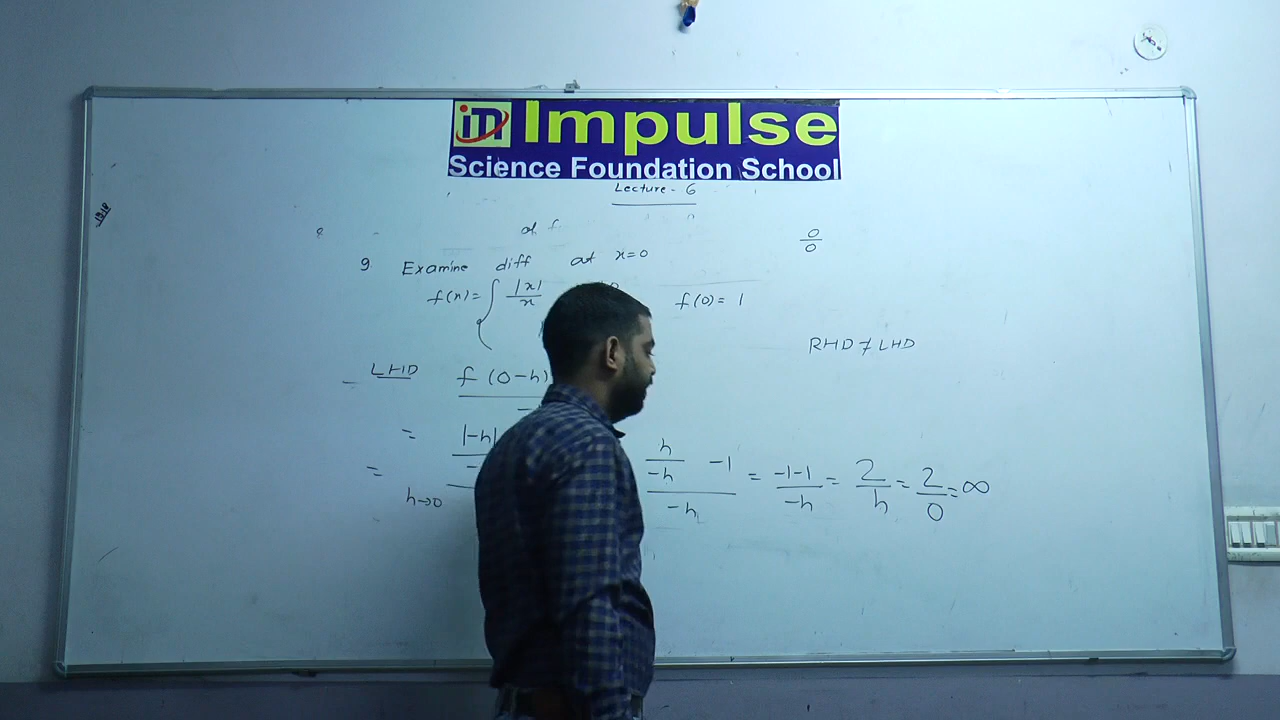 in Impulse
Science Foundation School
Lecture - 6
0/0
9. Examine diff at x=0
f(x) = { |x|/x
f(0) = 1
RHD ≠ LHD
LHD f(0-h)
= |-h|
= h→0
h/-h -1 / -h = -1-1/-h = 2/h = 2/0 = ∞